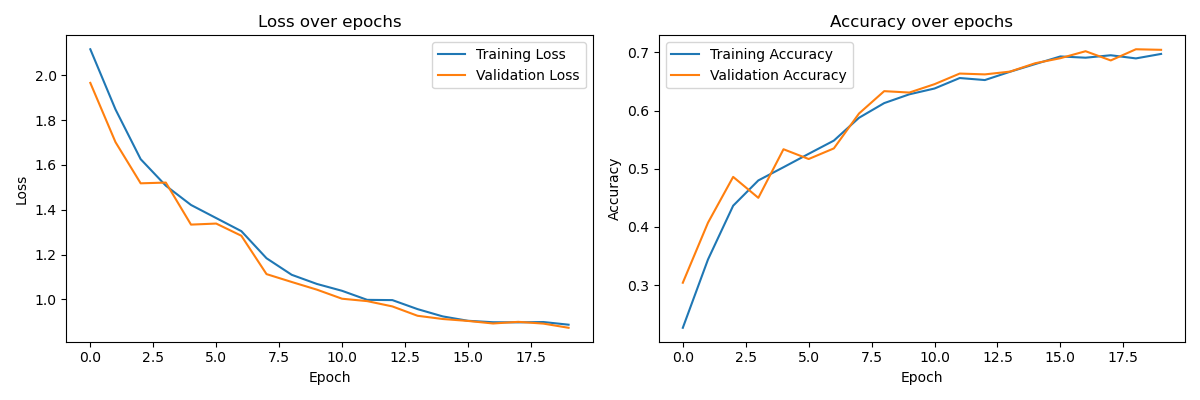 Loss over epochs
Training Loss
Validation Loss
2.0
1.8
1.6
1.4
1.2
1.0
Loss
0.0 2.5 5.0 7.5 10.0 12.5 15.0 17.5
Epoch
Accuracy over epochs
Training Accuracy
Validation Accuracy
0.7
0.6
0.5
0.4
0.3
Accuracy
0.0 2.5 5.0 7.5 10.0 12.5 15.0 17.5
Epoch